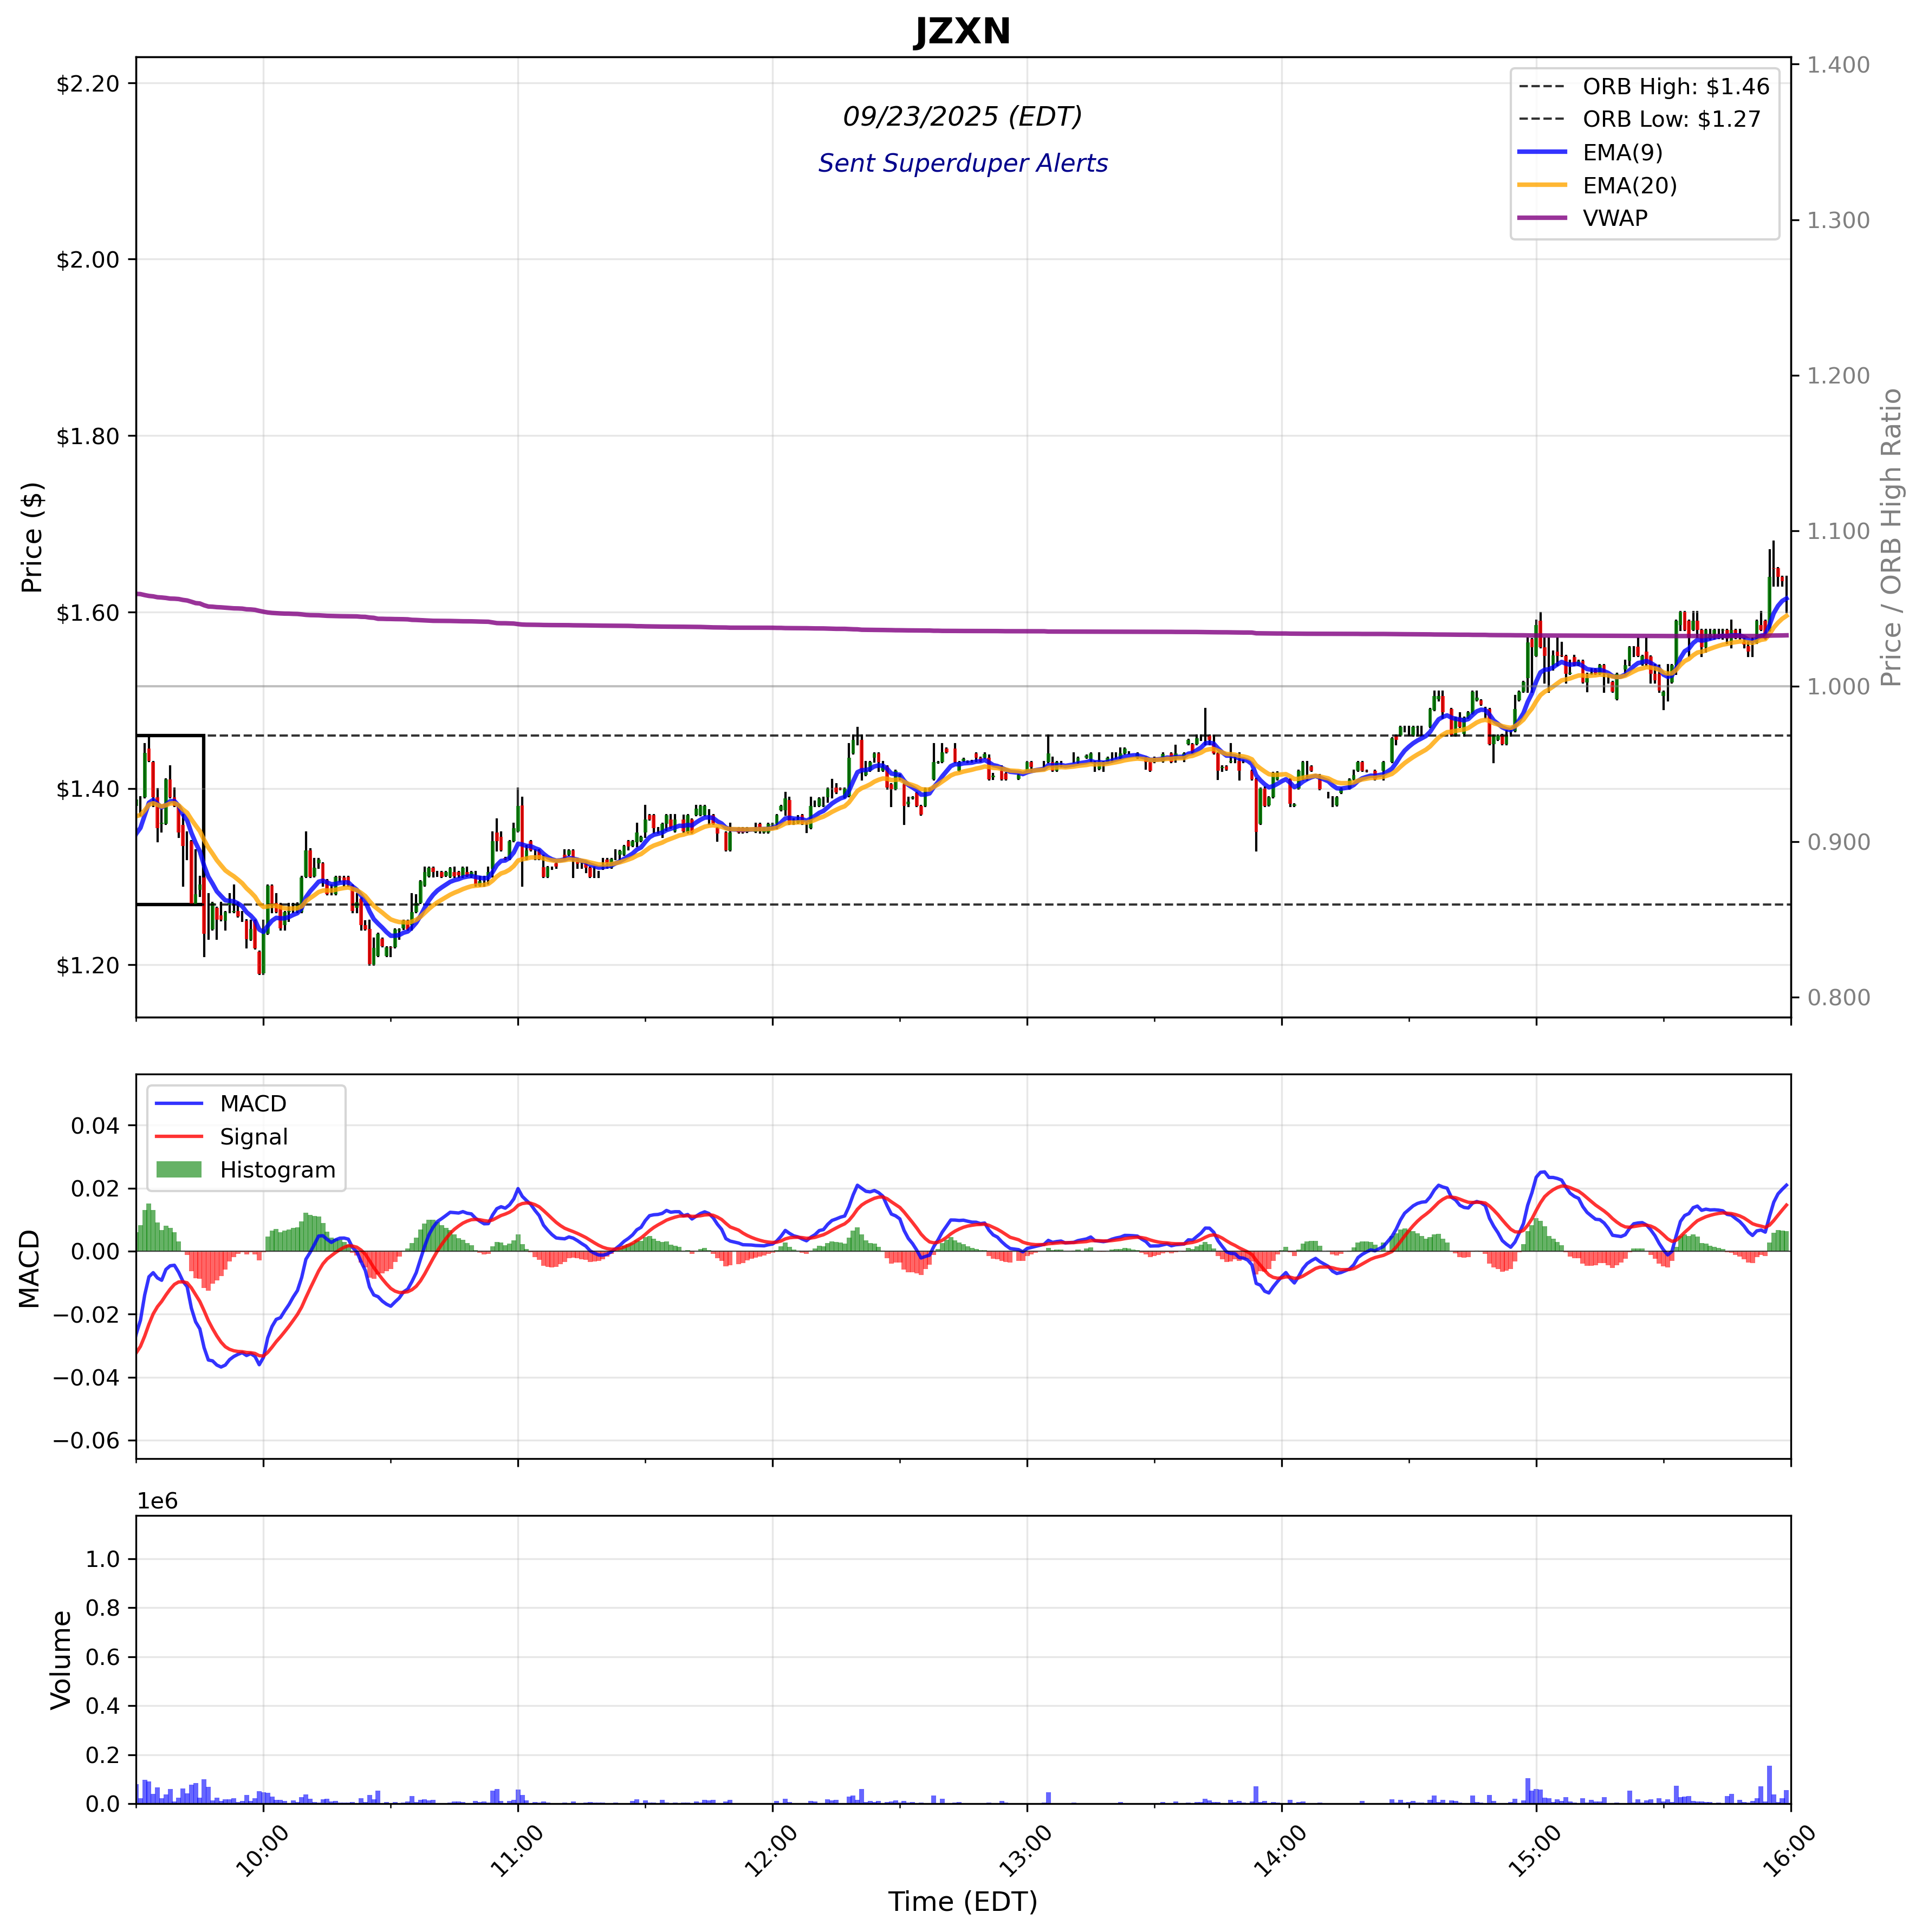 JZXN
09/23/2025 (EDT)
Sent Superduper Alerts
ORB High: $1.46
ORB Low: $1.27
EMA(9)
EMA(20)
VWAP
$2.20
$2.00
$1.80
$1.60
$1.40
$1.20
Price ($)
1.400
1.300
1.200
1.100
1.000
0.900
0.800
Price / ORB High Ratio
MACD
Signal
Histogram
0.04
0.02
0.00
−0.02
−0.04
−0.06
MACD
1e6
1.0
0.8
0.6
0.4
0.2
0.0
Volume
10:00
11:00
12:00
13:00
14:00
15:00
16:00
Time (EDT)